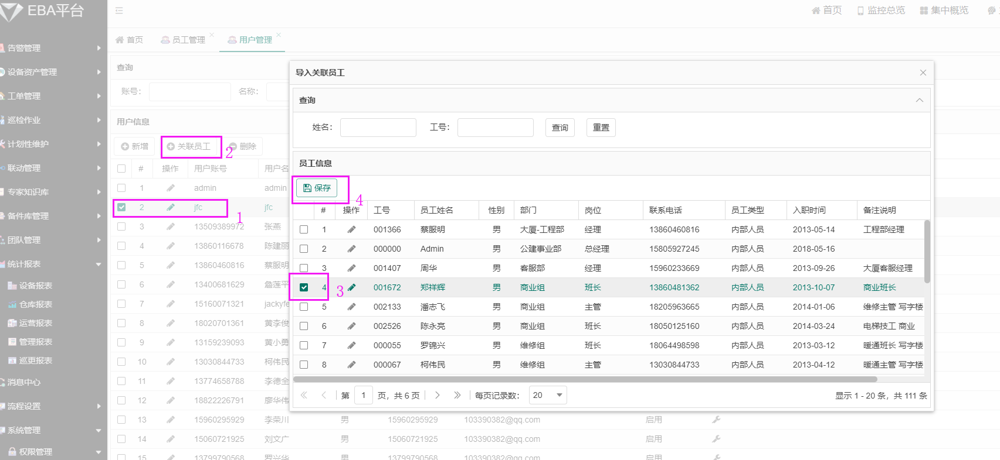 EBA平台
首页 监控总览 集中概览
首页 员工管理 用户管理
告警管理
设备资产管理
工单管理
巡检作业
计划性维护
联动管理
专家知识库
备件库管理
团队管理
统计报表
设备报表
仓库报表
运营报表
管理报表
巡更报表
消息中心
流程设置
系统管理
权限管理
查询
账号： 名称：
用户信息
新增 关联员工 删除
2
# 操作 用户账号 用户名
1 admin admin
2 jfc jfc
1
3 13509389972 张燕
4 13860116678 陈建丽
5 13860460816 蔡服明
6 13400681629 詹莲平
7 15160071321 jackyfe
8 18020701361 黄李俊
9 13159239093 黄小勇
10 13030844733 柯伟民
11 13774658788 李德全
12 18822226791 廖华伟
13 15960295929 李荣川 男 15960295929 103390382@qq.com 启用
14 15060721925 刘文广 男 15060721925 103390382@qq.com 启用
15 13799790568 罗兴华 男 13799790568 103390382@qq.com 启用
导入关联员工
查询
姓名： 工号： 查询 重置
员工信息
保存
4
# 操作 工号 员工姓名 性别 部门 岗位 联系电话 员工类型 入职时间 备注说明
1 001366 蔡服明 男 大厦-工程部 经理 13860460816 内部人员 2013-05-14 工程部经理
2 000000 Admin 男 公建事业部 总经理 15805927245 内部人员 2018-05-16
3 001407 周华 男 客服部 经理 15960233669 内部人员 2013-09-26 大厦客服经理
4 001672 郑祥辉 男 商业组 班长 13860481362 内部人员 2013-10-07 商业班长
3
5 002133 潘志飞 男 商业组 主管 18205963665 内部人员 2014-01-06 维修主管 写字楼
6 002526 陈永亮 男 商业组 班长 18050125160 内部人员 2014-03-24 电梯技工 商业
7 000055 罗锦兴 男 维修组 班长 18064498598 内部人员 2013-03-12 暖通班长 写字楼
8 000067 柯伟民 男 维修组 主管 13030844733 内部人员 2013-04-12 暖通主管 写字楼
第 1 页，共 6 页 每页记录数： 20 显示 1 - 20 条，共 111 条